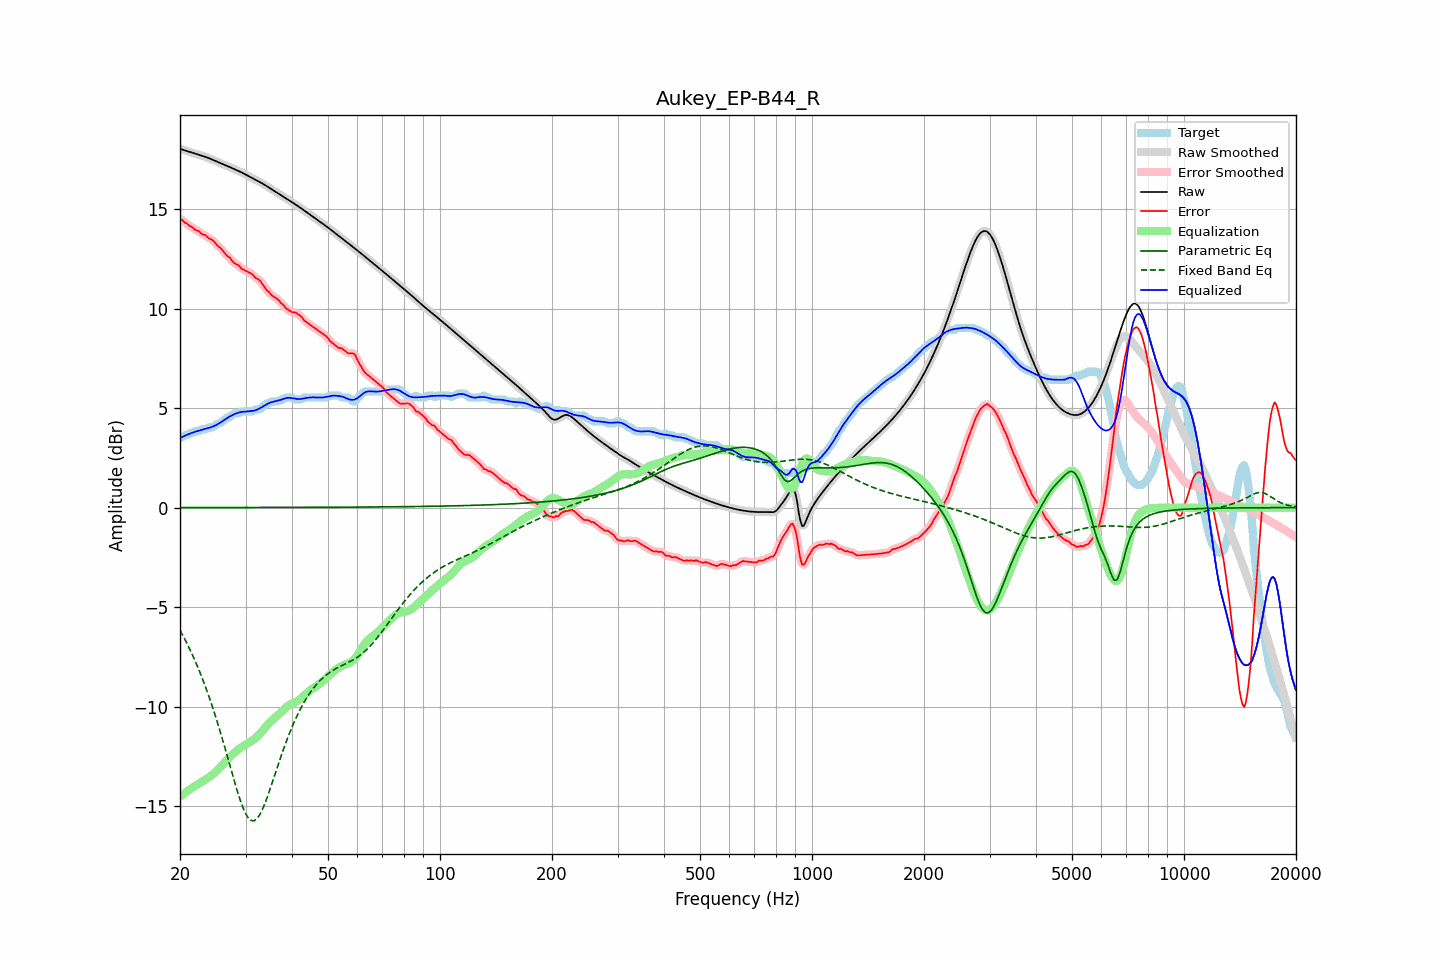 Aukey_EP-B44_R
Target
Raw Smoothed
Error Smoothed
Raw
Error
Equalization
Parametric Eq
Fixed Band Eq
Equalized
Amplitude (dBr)
15
10
5
0
−5
−10
−15
20
50
100
200
500
1000
2000
5000
10000
20000
Frequency (Hz)